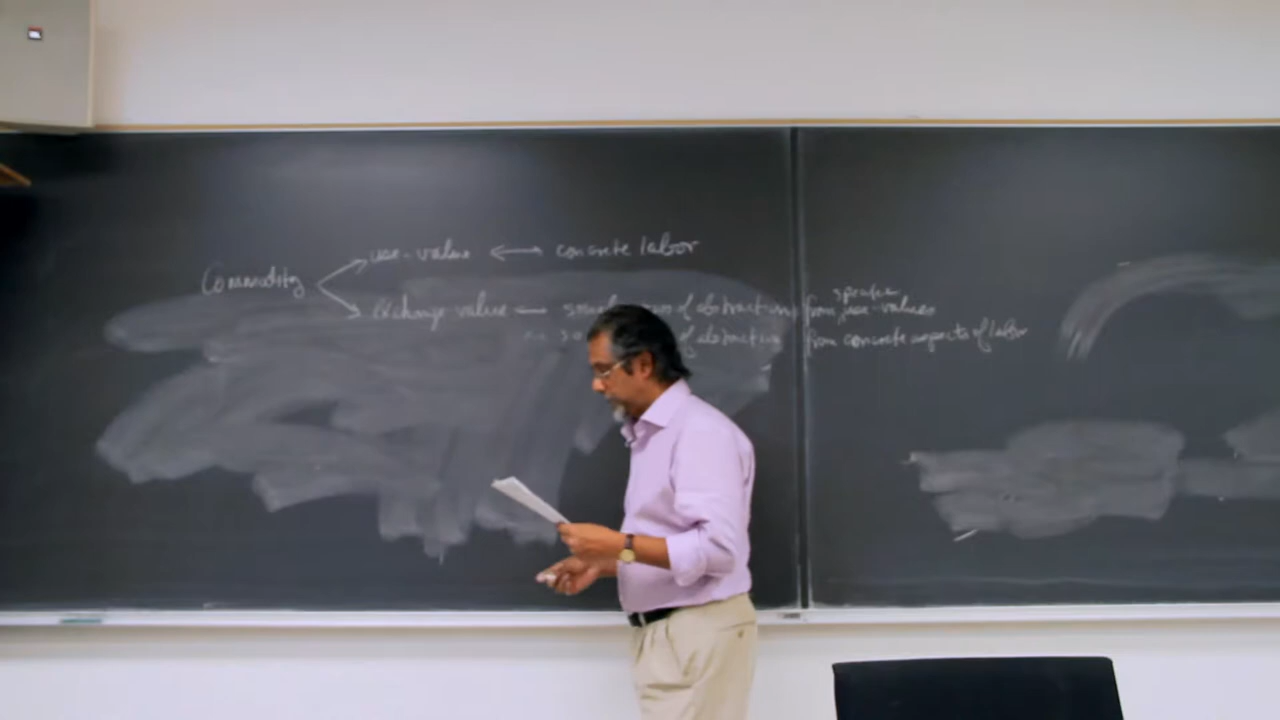 use-value ⟷ concrete labor
Commodity
exchange value — of abstraction from use-values
specific
of abstraction from concrete aspects of labor